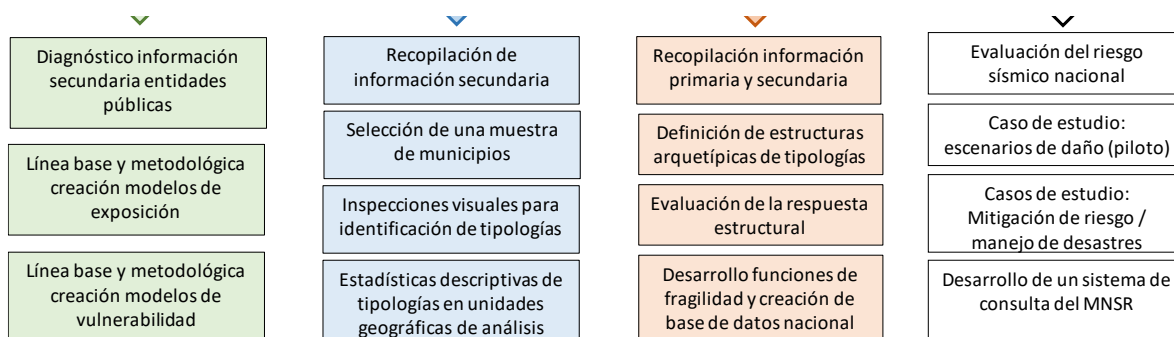 Diagnóstico información
secundaria entidades
públicas
Línea base y metodológica
creación modelos de
exposición
Línea base y metodológica
creación modelos de
vulnerabilidad
Recopilación de
información secundaria
Selección de una muestra
de municipios
Inspecciones visuales para
identificación de tipologías
Estadísticas descriptivas de
tipologías en unidades
geográficas de análisis
Recopilación información
primaria y secundaria
Definición de estructuras
arquetípicas de tipologías
Evaluación de la respuesta
estructural
Desarrollo funciones de
fragilidad y creación de
base de datos nacional
Evaluación del riesgo
sísmico nacional
Caso de estudio:
escenarios de daño (piloto)
Casos de estudio:
Mitigación de riesgo /
manejo de desastres
Desarrollo de un sistema de
consulta del MNSR